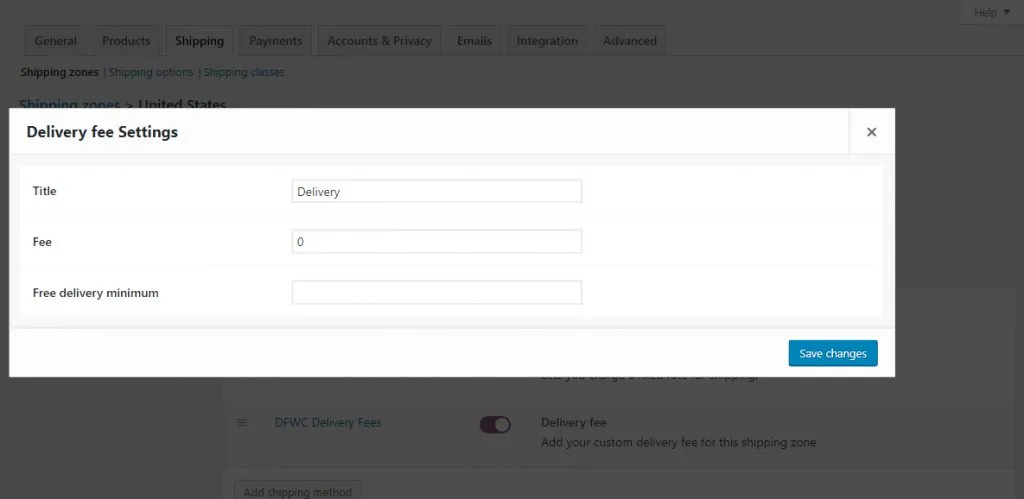 Help ▼
General Products Shipping Payments Accounts & Privacy Emails Integration Advanced
Shipping zones | Shipping options | Shipping classes
Shipping zones > United States
Delivery fee Settings ×
Title Delivery
Fee 0
Free delivery minimum
Save changes
Lets you charge a fixed rate for shipping.
DFWC Delivery Fees Delivery fee
Add your custom delivery fee for this shipping zone
Add shipping method